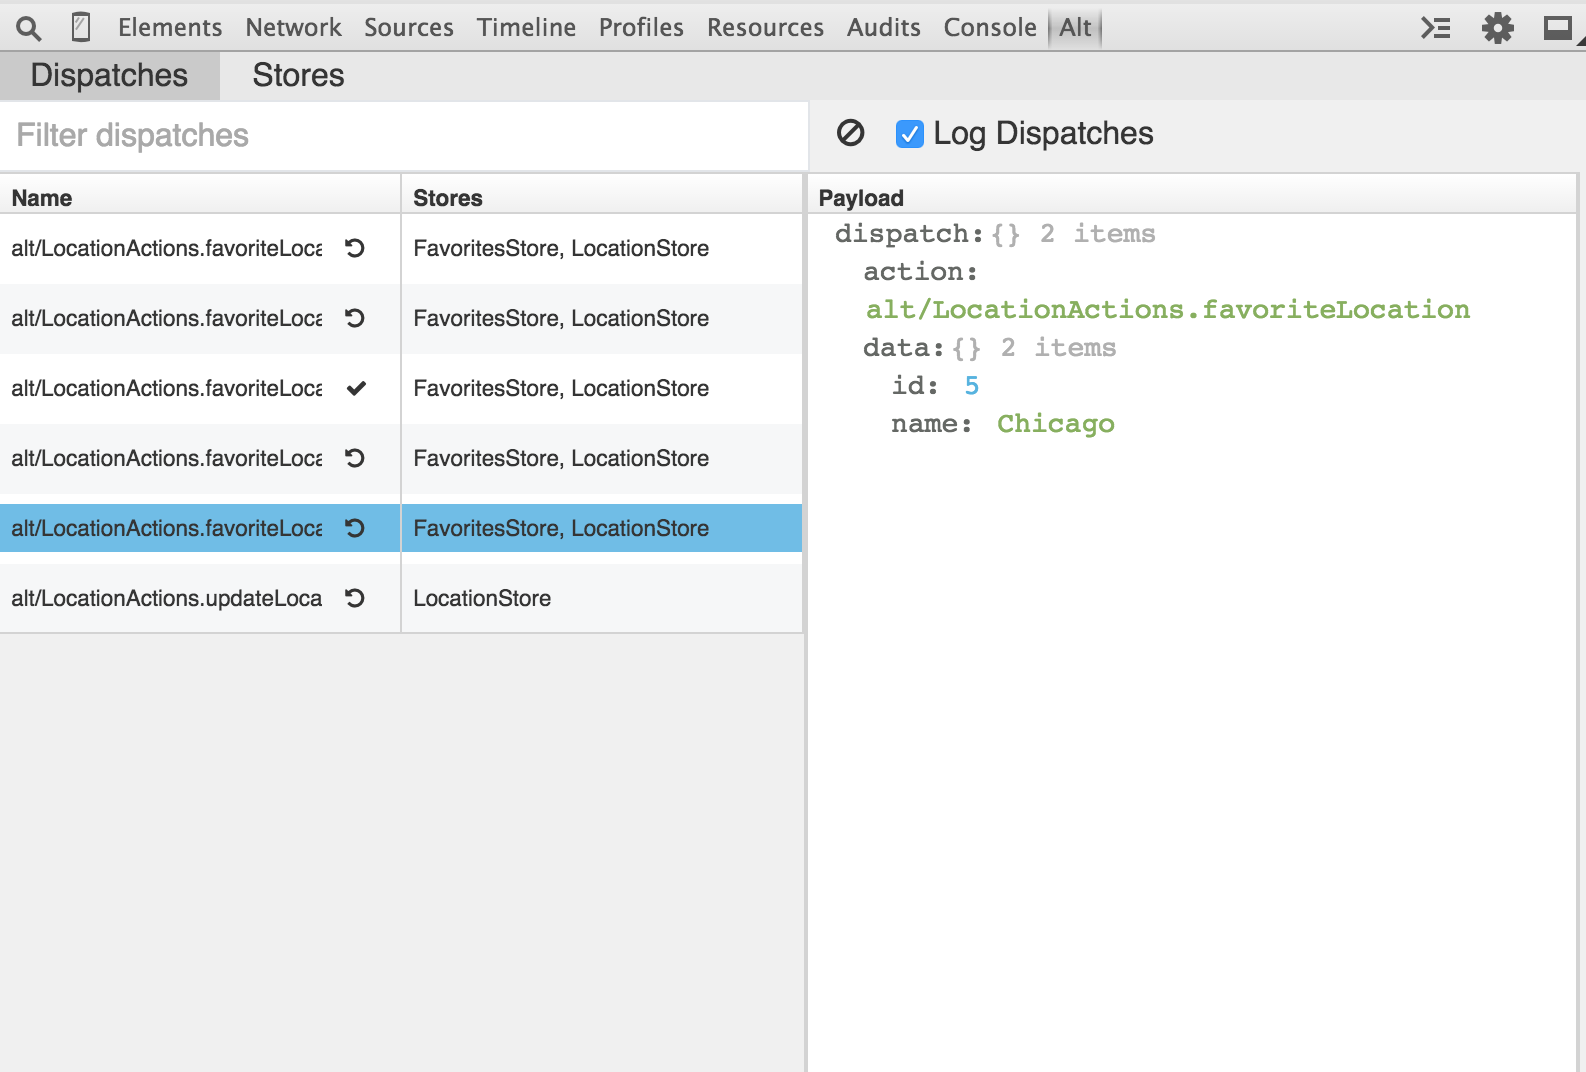 Elements Network Sources Timeline Profiles Resources Audits Console Alt
Dispatches Stores
Filter dispatches
Log Dispatches
Name Stores
alt/LocationActions.favoriteLoca FavoritesStore, LocationStore
alt/LocationActions.favoriteLoca FavoritesStore, LocationStore
alt/LocationActions.favoriteLoca FavoritesStore, LocationStore
alt/LocationActions.favoriteLoca FavoritesStore, LocationStore
alt/LocationActions.favoriteLoca FavoritesStore, LocationStore
alt/LocationActions.updateLoca LocationStore
Payload
dispatch:{} 2 items
action:
alt/LocationActions.favoriteLocation
data:{} 2 items
id: 5
name: Chicago